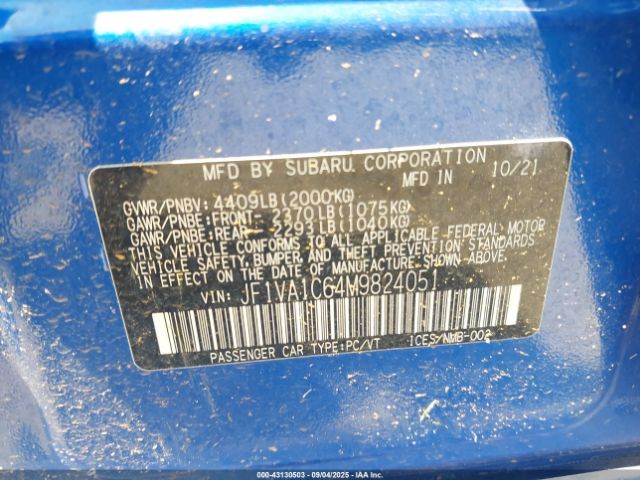 MFD BY SUBARU CORPORATION 10/21
MFD IN
GVWR/PNBV: 4409LB(2000KG)
GAWR/PNBE:FRONT- 2370LB(1075KG)
GAWR/PNBE:REAR- 2293LB(1040KG)
THIS VEHICLE CONFORMS TO ALL APPLICABLE FEDERAL MOTOR
VEHICLE SAFETY, BUMPER, AND THEFT PREVENTION STANDARDS
IN EFFECT ON THE DATE OF MANUFACTURE SHOWN ABOVE.
VIN: JF1VA1C64M9824051
PASSENGER CAR TYPE:PC/VT ICES/NMB-002
000-43130503 - 09/04/2025 - IAAI.COM